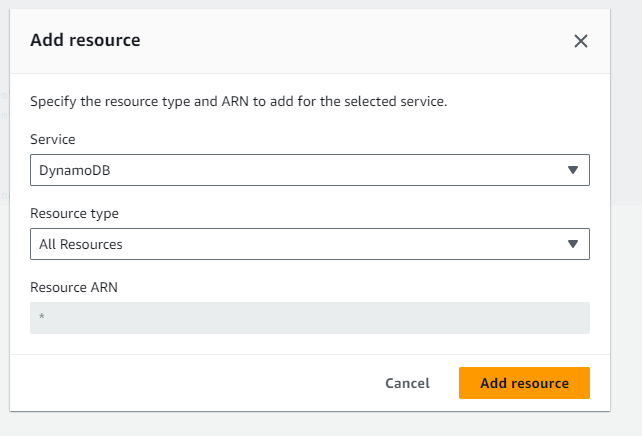 Add resource
Specify the resource type and ARN to add for the selected service.
Service
DynamoDB
Resource type
All Resources
Resource ARN
*
Cancel
Add resource